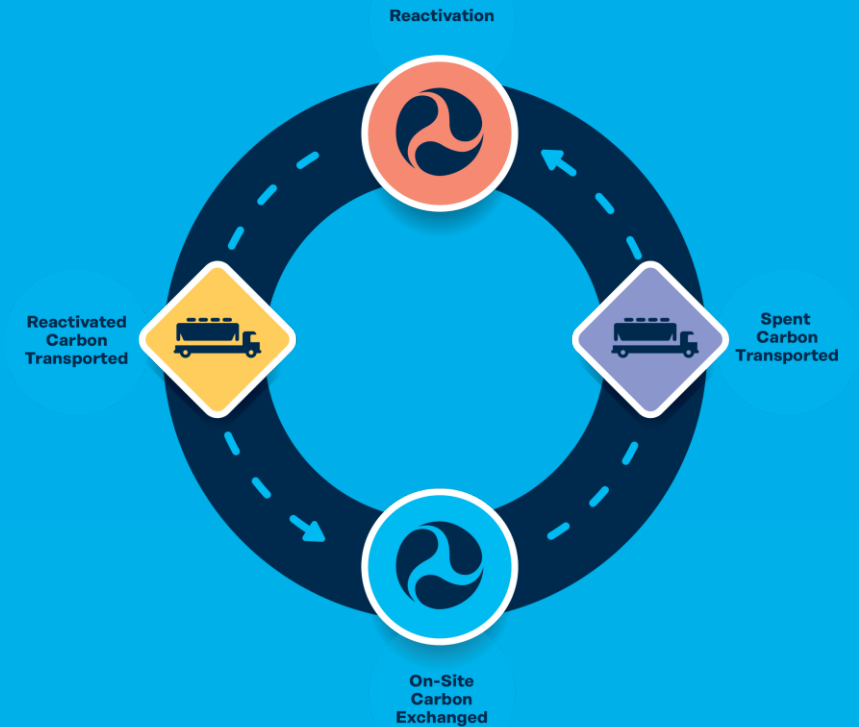 Reactivation
Reactivated
Carbon
Transported
Spent
Carbon
Transported
On-Site
Carbon
Exchanged